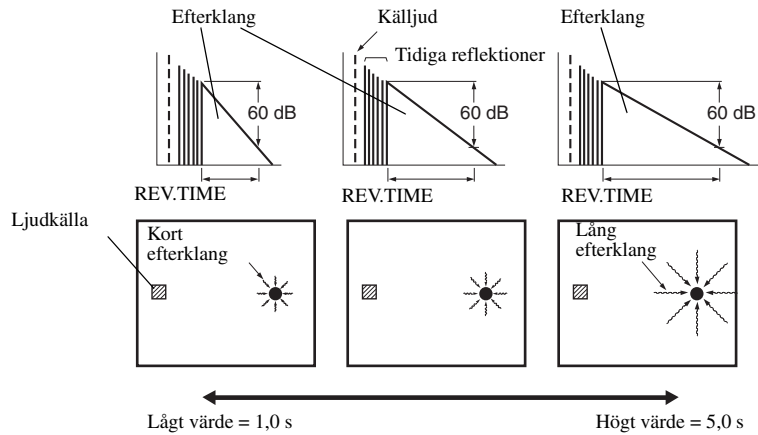 Efterklang
Källjud
Efterklang
Tidiga reflektioner
60 dB
60 dB
60 dB
REV.TIME
REV.TIME
REV.TIME
Ljudkälla
Kort
efterklang
Lång
efterklang
Lågt värde = 1,0 s
Högt värde = 5,0 s